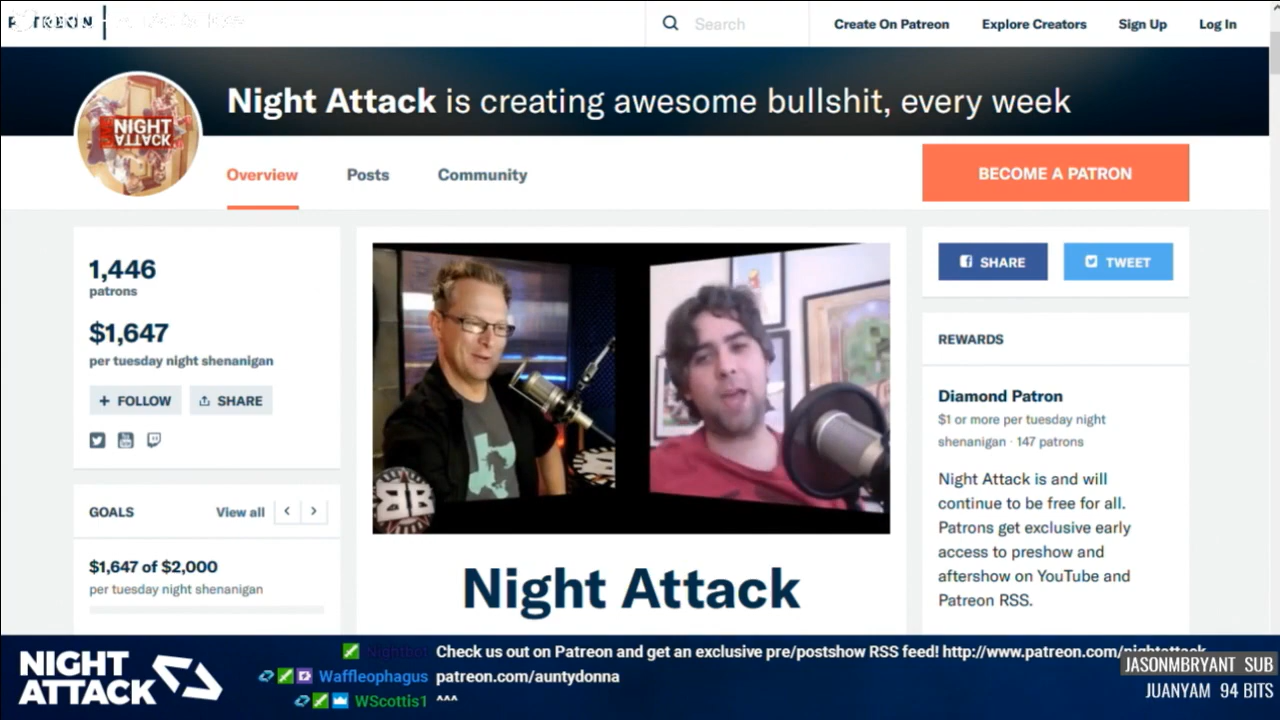 PATREON
Search
Create On Patreon
Explore Creators
Sign Up
Log In
NIGHT
ATTACK
Night Attack is creating awesome bullshit, every week
Overview
Posts
Community
BECOME A PATRON
1,446
patrons
$1,647
per tuesday night shenanigan
+ FOLLOW
SHARE
GOALS
View all
$1,647 of $2,000
per tuesday night shenanigan
BB
Night Attack
SHARE
TWEET
REWARDS
Diamond Patron
$1 or more per tuesday night
shenanigan · 147 patrons
Night Attack is and will
continue to be free for all.
Patrons get exclusive early
access to preshow and
aftershow on YouTube and
Patreon RSS.
NIGHT
ATTACK
Nightbot Check us out on Patreon and get an exclusive pre/postshow RSS feed! http://www.patreon.com/nightattack
Waffleophagus patreon.com/auntydonna
WScottis1 ^^^
JASONMBRYANT SUB
JUANYAM 94 BITS